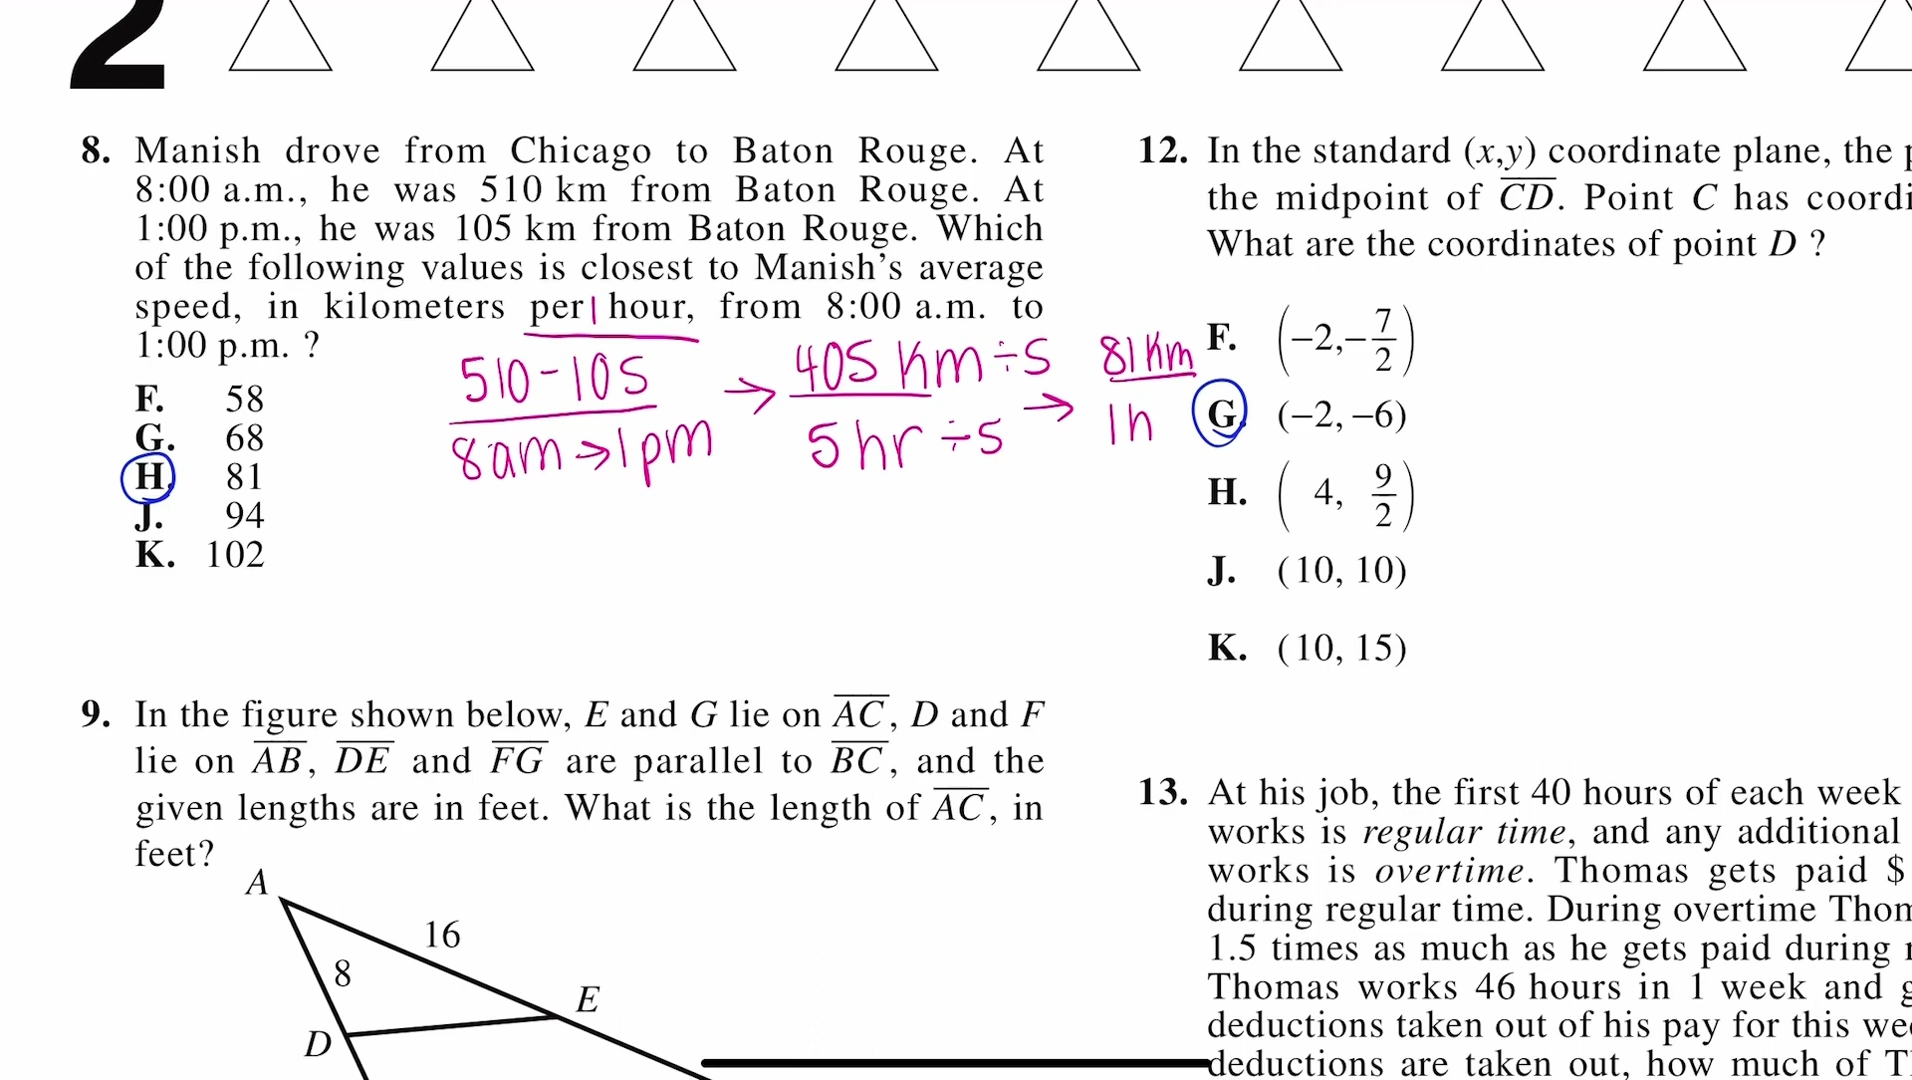 2
8. Manish drove from Chicago to Baton Rouge. At
8:00 a.m., he was 510 km from Baton Rouge. At
1:00 p.m., he was 105 km from Baton Rouge. Which
of the following values is closest to Manish's average
speed, in kilometers per 1 hour, from 8:00 a.m. to
1:00 p.m. ?
510-105
8am→1pm
→ 405 Km ÷5
5hr ÷5
→ 81 Km
1h
F. 58
G. 68
H. 81
J. 94
K. 102
9. In the figure shown below, E and G lie on AC, D and F
lie on AB, DE and FG are parallel to BC, and the
given lengths are in feet. What is the length of AC, in
feet?
A
16
8
E
D
12. In the standard (x,y) coordinate plane, the
the midpoint of CD. Point C has
What are the coordinates of point D ?
F. (−2,−7/2)
G. (−2, −6)
H. (4, 9/2)
J. (10, 10)
K. (10, 15)
13. At his job, the first 40 hours of each week
works is regular time, and any additional
works is overtime. Thomas gets paid $
during regular time. During overtime
1.5 times as much as he gets paid during
Thomas works 46 hours in 1 week and
deductions taken out of his pay for this
deductions are taken out, how much of